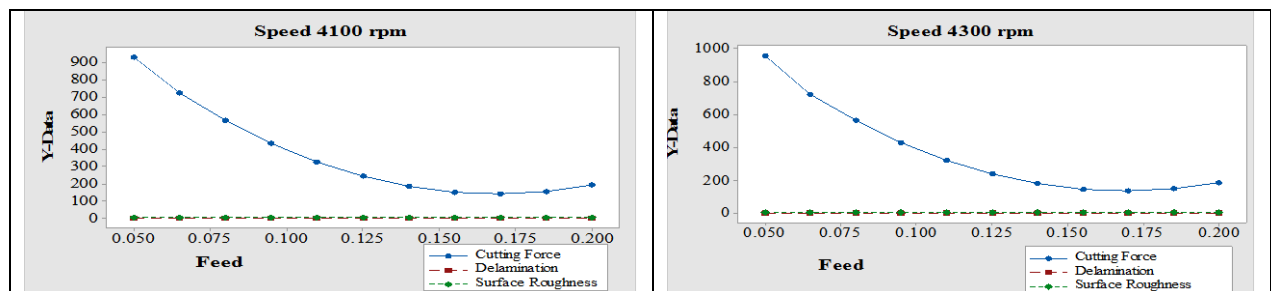 Speed 4100 rpm
900
800
700
600
500
400
300
200
100
0
Y-Data
0.050 0.075 0.100 0.125 0.150 0.175 0.200
Feed
Cutting Force
Delamination
Surface Roughness
Speed 4300 rpm
1000
800
600
400
200
0
Y-Data
0.050 0.075 0.100 0.125 0.150 0.175 0.200
Feed
Cutting Force
Delamination
Surface Roughness